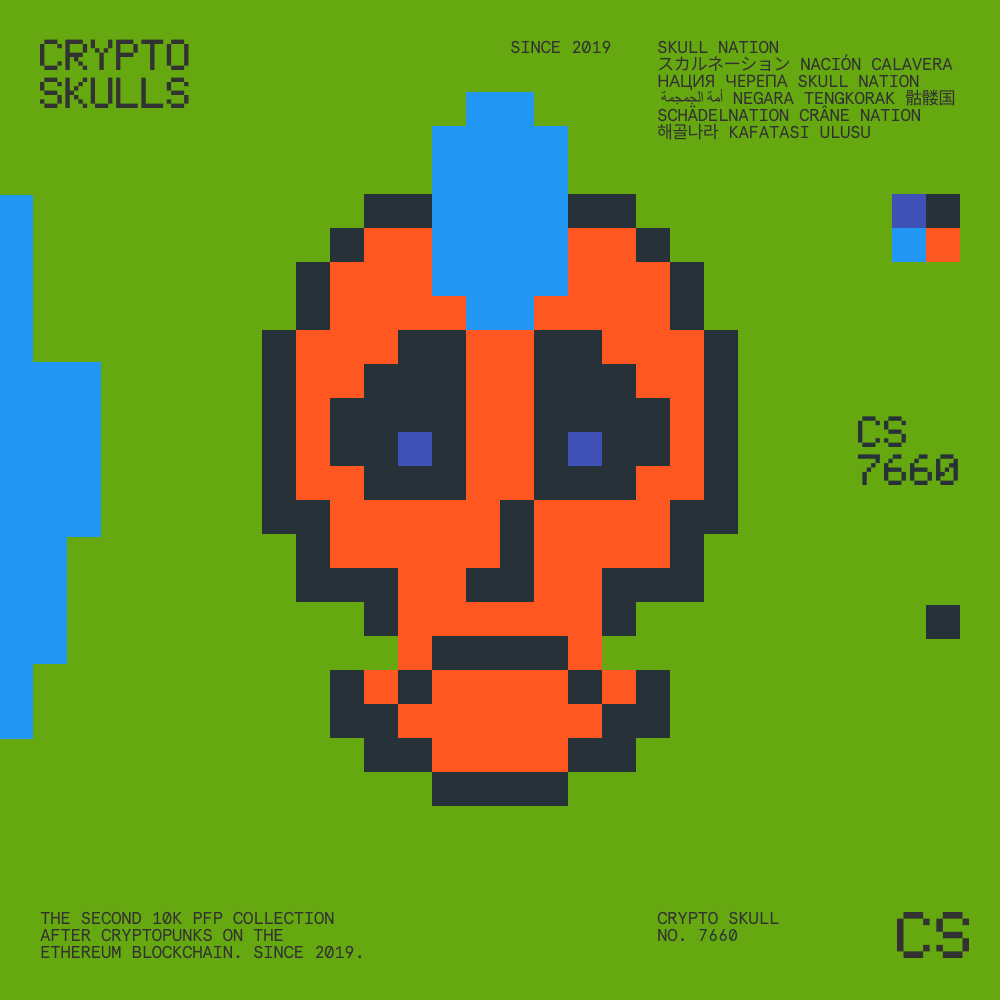 CRYPTO
SKULLS
SINCE 2019
SKULL NATION
スカルネーション NACIÓN CALAVERA
НАЦИЯ ЧЕРЕПА SKULL NATION
أمة الجمجمة NEGARA TENGKORAK 骷髏国
SCHÄDELNATION CRÂNE NATION
해골나라 KAFATASI ULUSU
CS
7660
THE SECOND 10K PFP COLLECTION
AFTER CRYPTOPUNKS ON THE
ETHEREUM BLOCKCHAIN. SINCE 2019.
CRYPTO SKULL
NO. 7660
CS